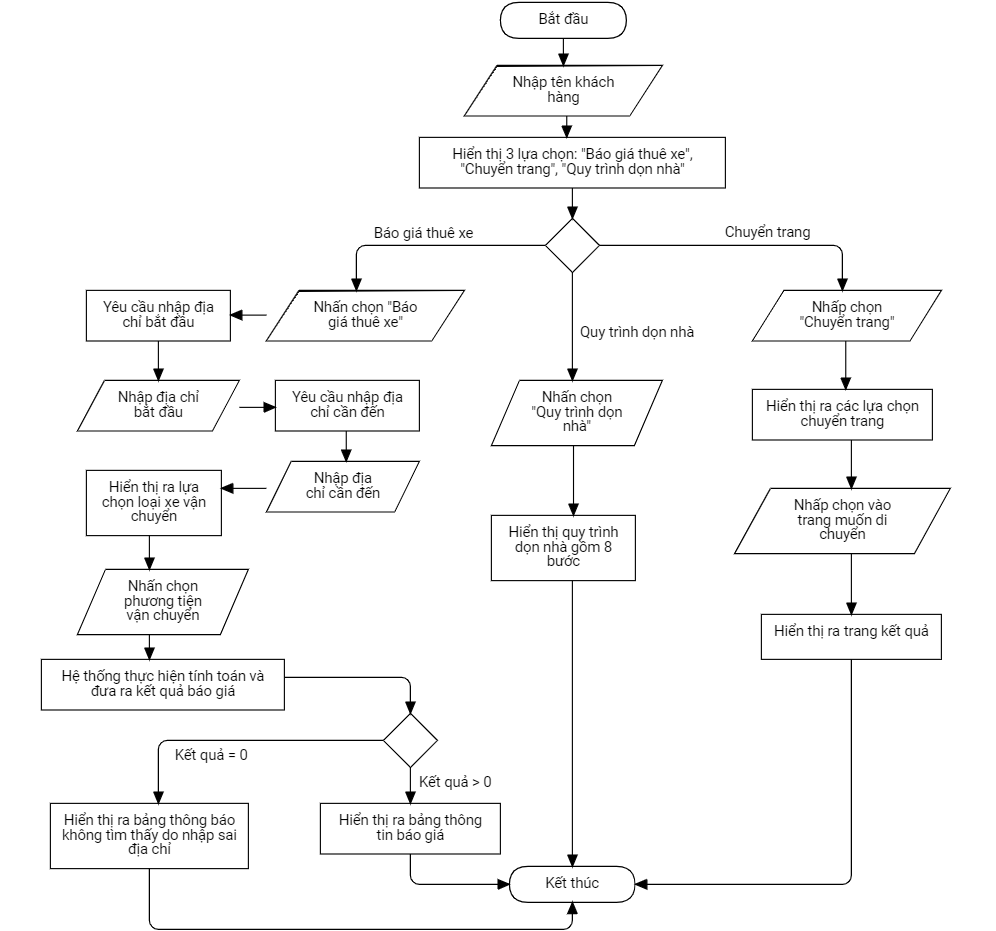 Bắt đầu
Nhập tên khách
hàng
Hiển thị 3 lựa chọn: "Báo giá thuê xe",
"Chuyển trang", "Quy trình dọn nhà"
Báo giá thuê xe
Chuyển trang
Yêu cầu nhập địa
chỉ bắt đầu
Nhấn chọn "Báo
giá thuê xe"
Quy trình dọn nhà
Nhấp chọn
"Chuyển trang"
Nhập địa chỉ
bắt đầu
Yêu cầu nhập địa
chỉ cần đến
Nhấn chọn
"Quy trình dọn
nhà"
Hiển thị ra các lựa chọn
chuyển trang
Nhập địa
chỉ cần đến
Hiển thị ra lựa
chọn loại xe vận
chuyển
Nhấp chọn vào
trang muốn di
chuyển
Hiển thị quy trình
dọn nhà gồm 8
bước
Nhấn chọn
phương tiện
vận chuyển
Hiển thị ra trang kết quả
Hệ thống thực hiện tính toán và
đưa ra kết quả báo giá
Kết quả = 0
Kết quả > 0
Hiển thị ra bảng thông báo
không tìm thấy do nhập sai
địa chỉ
Hiển thị ra bảng thông
tin báo giá
Kết thúc